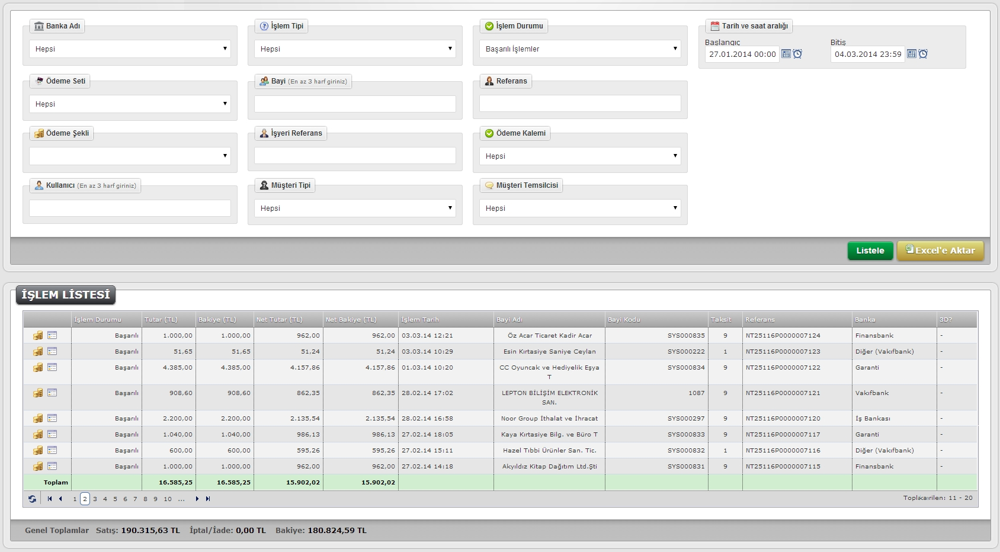 Banka Adı
Hepsi
İşlem Tipi
Hepsi
İşlem Durumu
Başarılı İşlemler
Tarih ve saat aralığı
Başlangıç
Bitiş
27.01.2014 00:00
04.03.2014 23:59
Ödeme Seti
Hepsi
Bayi (En az 3 harf giriniz)
Referans
Ödeme Şekli
İşyeri Referans
Ödeme Kalemi
Hepsi
Kullanıcı (En az 3 harf giriniz)
Müşteri Tipi
Hepsi
Müşteri Temsilcisi
Hepsi
Listele
Excel'e Aktar
İŞLEM LİSTESİ
İşlem Durumu Tutar (TL) Bakiye (TL) Net Tutar (TL) Net Bakiye (TL) İşlem Tarih Bayi Adı Bayi Kodu Taksit Referans Banka 3D?
Başarılı 1.000,00 1.000,00 962,00 962,00 03.03.14 12:21 Öz Acar Ticaret Kadir Acar SYS000835 9 NT25116P0000007124 Finansbank -
Başarılı 51,65 51,65 51,24 51,24 03.03.14 10:29 Esin Kırtasiye Saniye Ceylan SYS000222 1 NT25116P0000007123 Diğer (Vakıfbank) -
Başarılı 4.385,00 4.385,00 4.157,86 4.157,86 01.03.14 10:20 CC Oyuncak ve Hediyelik Eşya SYS000834 9 NT25116P0000007122 Garanti -
T
Başarılı 908,60 908,60 862,35 862,35 28.02.14 17:02 LEPTON BİLİŞİM ELEKTRONİK 1087 9 NT25116P0000007121 Vakıfbank -
SAN.
Başarılı 2.200,00 2.200,00 2.135,54 2.135,54 28.02.14 16:58 Noor Group İthalat ve İhracat SYS000297 9 NT25116P0000007120 İş Bankası -
Başarılı 1.040,00 1.040,00 986,13 986,13 27.02.14 18:05 Kaya Kırtasiye Bilg. ve Büro T SYS000833 9 NT25116P0000007117 Garanti -
Başarılı 600,00 600,00 595,26 595,26 27.02.14 15:11 Hazel Tıbbi Ürünler San. Tic. SYS000832 1 NT25116P0000007116 Diğer (Vakıfbank) -
Başarılı 1.000,00 1.000,00 962,00 962,00 27.02.14 14:18 Akyıldız Kitap Dağıtım Ltd.Şti SYS000831 9 NT25116P0000007115 Finansbank -
Toplam 16.585,25 16.585,25 15.902,02 15.902,02
1 2 3 4 5 6 7 8 9 10 ...
11 - 20
Genel Toplamlar Satış: 190.315,63 TL İptal/İade: 0,00 TL Bakiye: 180.824,59 TL